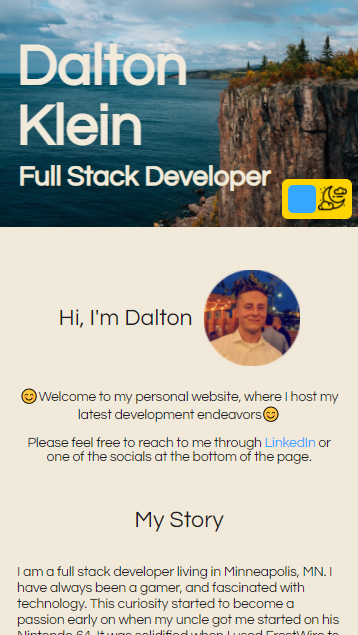 Dalton
Klein
Full Stack Developer
Hi, I'm Dalton
😊Welcome to my personal website, where I host my
latest development endeavors😊
Please feel free to reach to me through LinkedIn or
one of the socials at the bottom of the page.
My Story
I am a full stack developer living in Minneapolis, MN. I
have always been a gamer, and fascinated with
technology. This curiosity started to become a
passion early on when my uncle got me started on his
Nintendo 64. It was solidified when I used FrostWire to